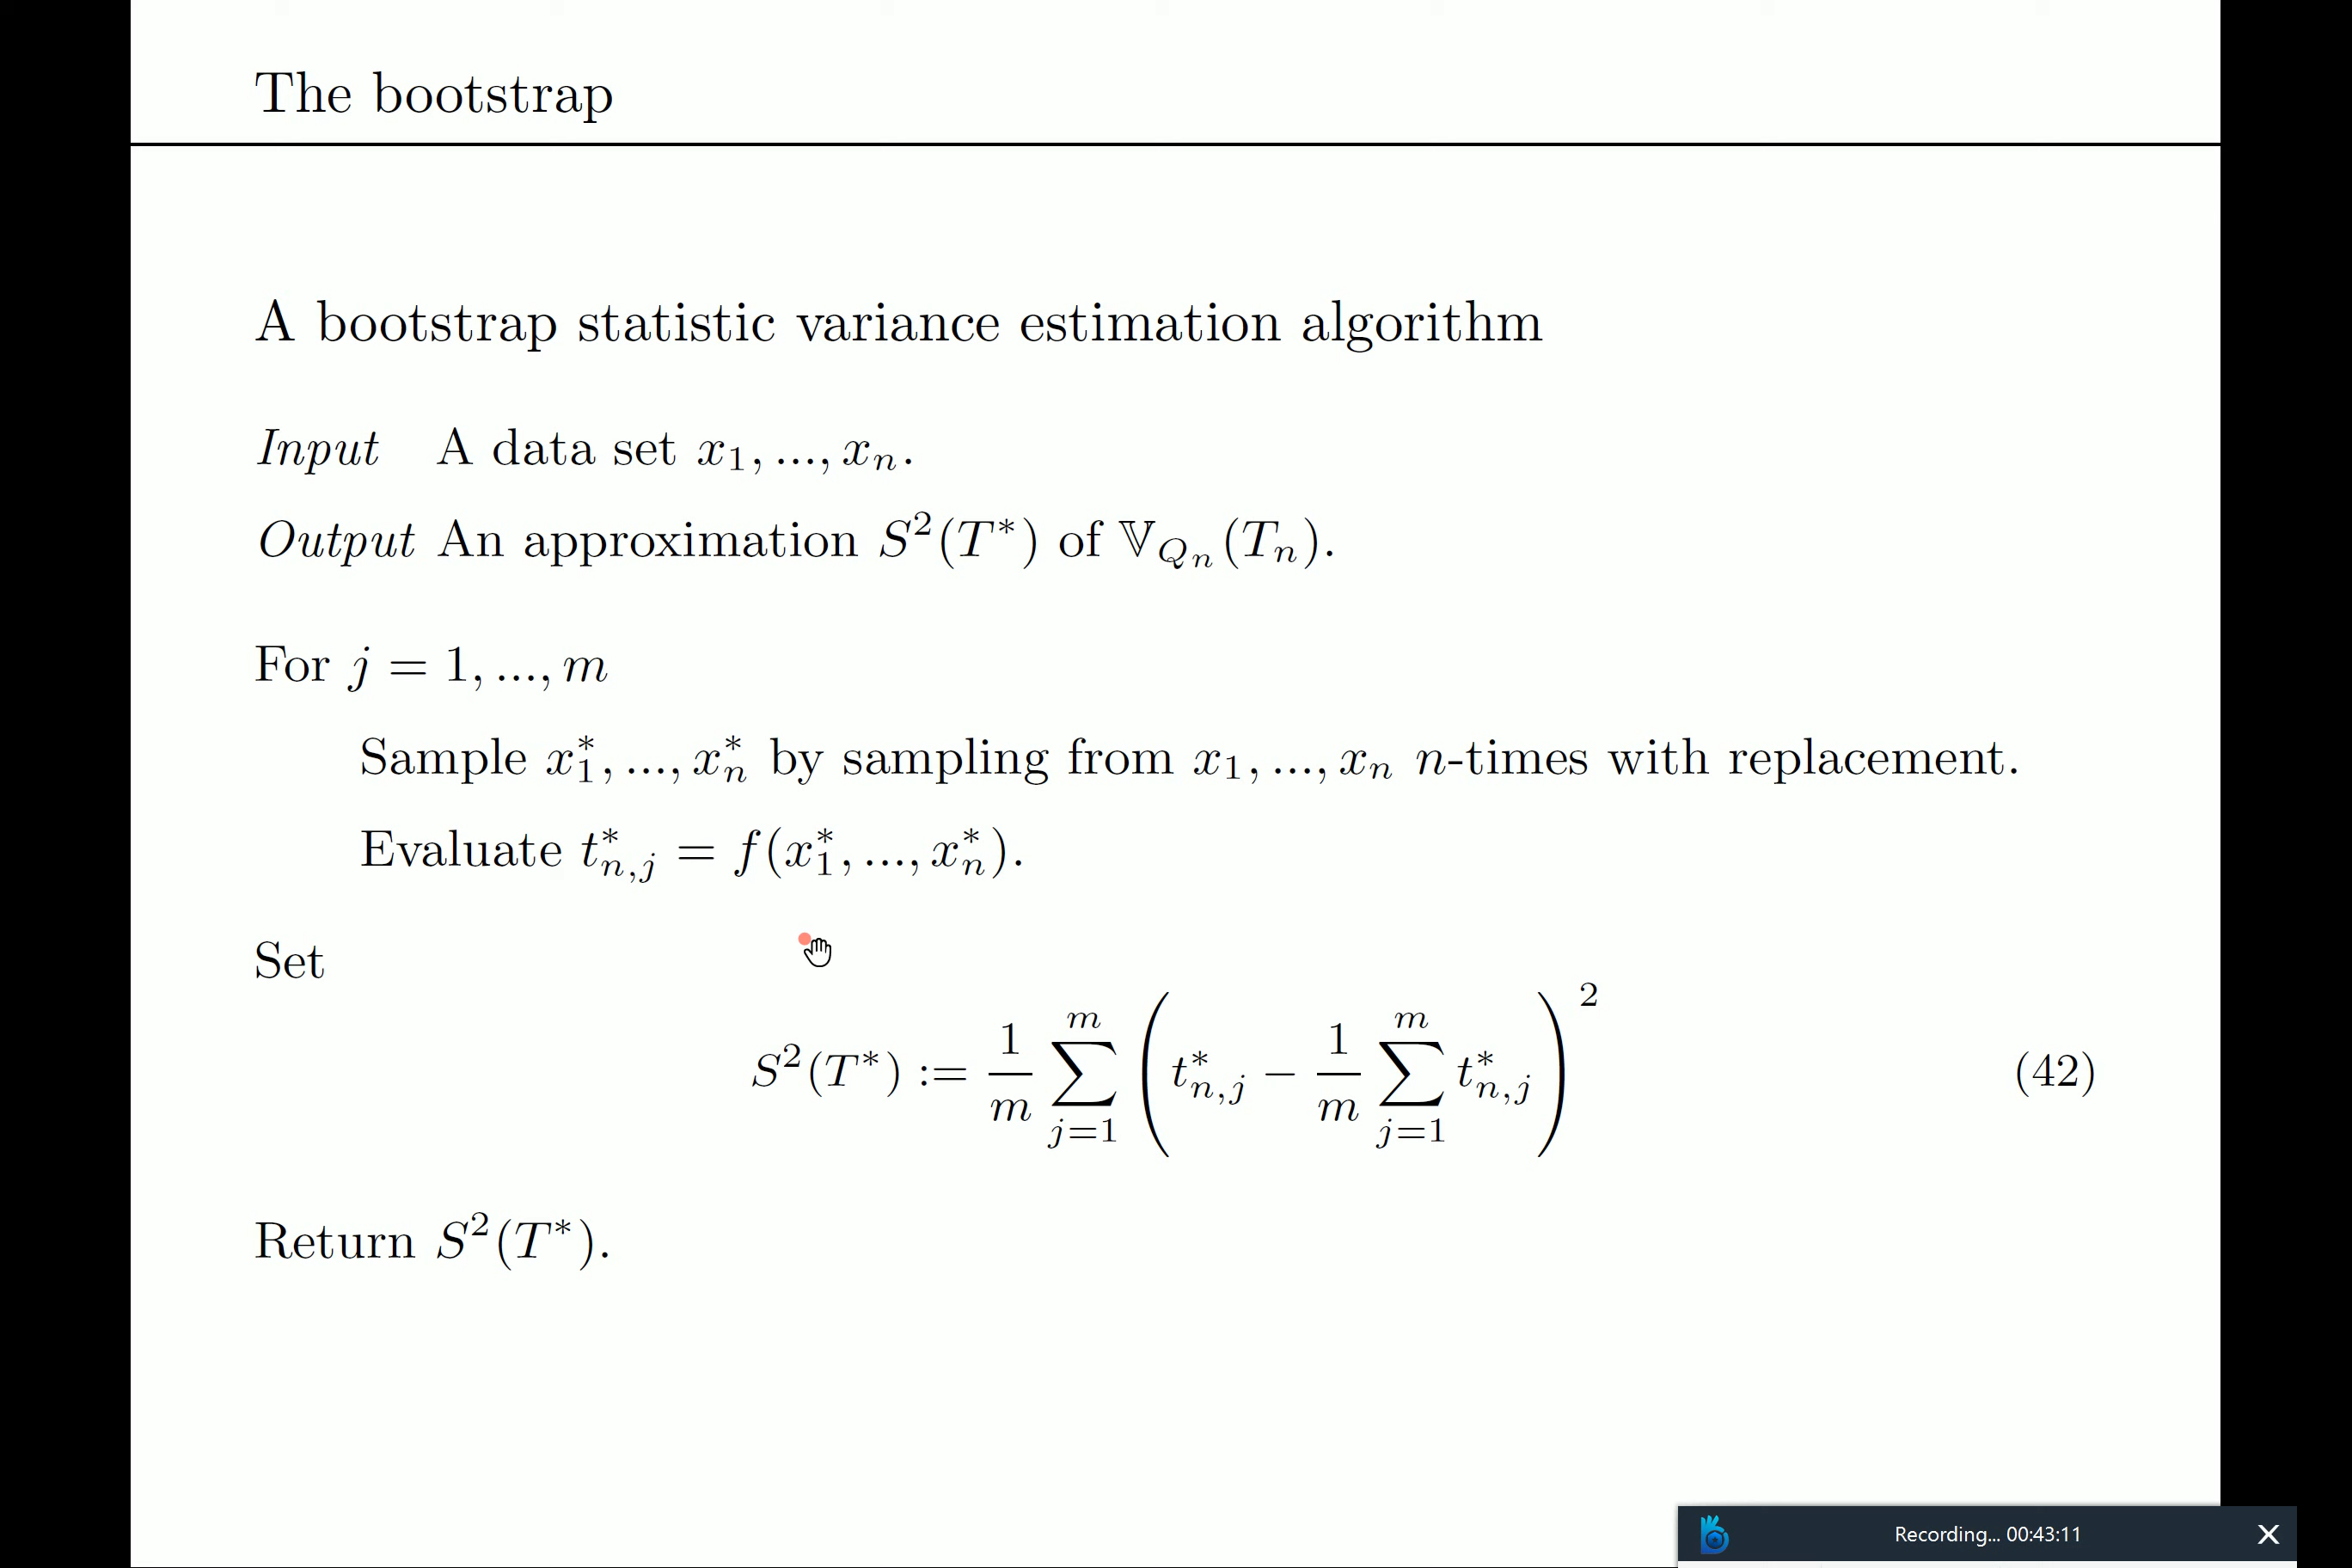 The bootstrap
A bootstrap statistic variance estimation algorithm
Input A data set $x_1, ..., x_n$.
Output An approximation $S^2(T^*)$ of $\mathbb{V}_{Q_n}(T_n)$.
For $j = 1, ..., m$
Sample $x_1^*, ..., x_n^*$ by sampling from $x_1, ..., x_n$ $n$-times with replacement.
Evaluate $t_{n,j}^* = f(x_1^*, ..., x_n^*)$.
Set
$S^2(T^*) := \frac{1}{m} \sum_{j=1}^{m} \left( t_{n,j}^* - \frac{1}{m} \sum_{j=1}^{m} t_{n,j}^* \right)^2$ (42)
Return $S^2(T^*)$.
Recording... 00:43:11